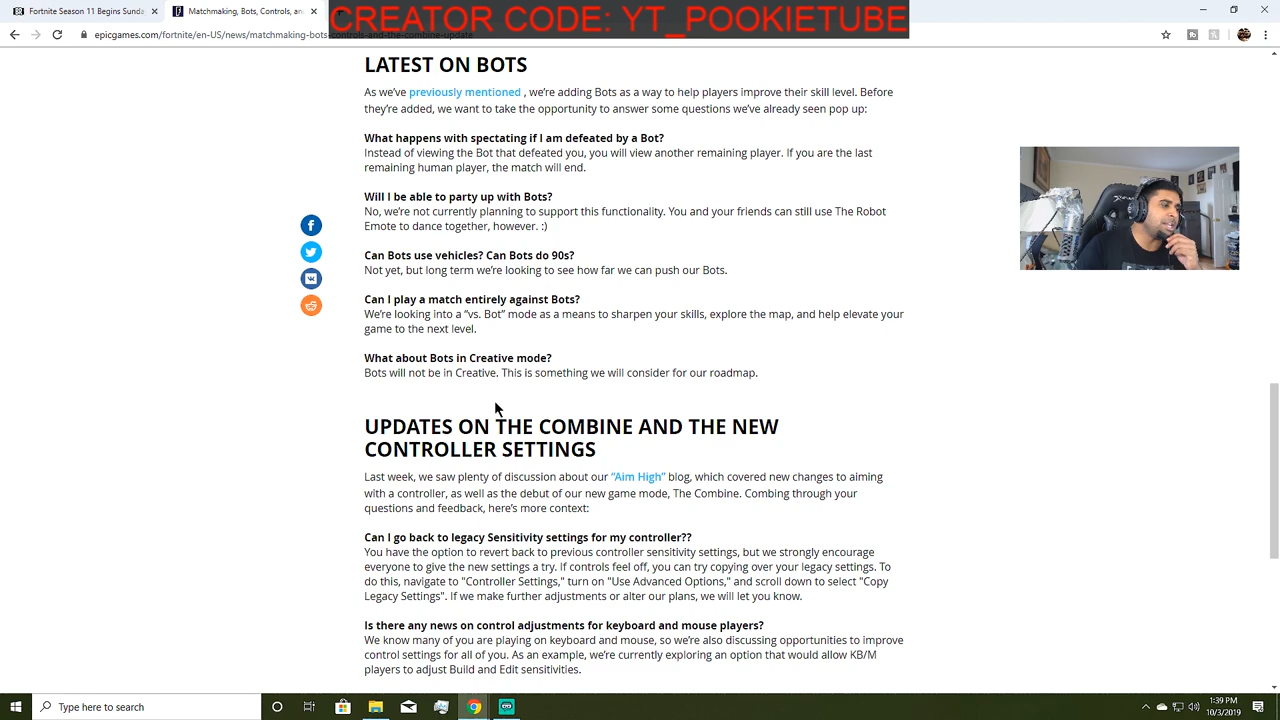 Fortnite Season 11 Begins Sunda
Matchmaking, Bots, Controls, an
CREATOR CODE: YT_POOKIETUBE
epicgames.com/fortnite/en-US/news/matchmaking-bots-controls-and-the-combine-update
LATEST ON BOTS
As we've previously mentioned , we're adding Bots as a way to help players improve their skill level. Before
they're added, we want to take the opportunity to answer some questions we've already seen pop up:
What happens with spectating if I am defeated by a Bot?
Instead of viewing the Bot that defeated you, you will view another remaining player. If you are the last
remaining human player, the match will end.
Will I be able to party up with Bots?
No, we're not currently planning to support this functionality. You and your friends can still use The Robot
Emote to dance together, however. :)
Can Bots use vehicles? Can Bots do 90s?
Not yet, but long term we're looking to see how far we can push our Bots.
Can I play a match entirely against Bots?
We're looking into a "vs. Bot" mode as a means to sharpen your skills, explore the map, and help elevate your
game to the next level.
What about Bots in Creative mode?
Bots will not be in Creative. This is something we will consider for our roadmap.
UPDATES ON THE COMBINE AND THE NEW
CONTROLLER SETTINGS
Last week, we saw plenty of discussion about our "Aim High" blog, which covered new changes to aiming
with a controller, as well as the debut of our new game mode, The Combine. Combing through your
questions and feedback, here's more context:
Can I go back to legacy Sensitivity settings for my controller??
You have the option to revert back to previous controller sensitivity settings, but we strongly encourage
everyone to give the new settings a try. If controls feel off, you can try copying over your legacy settings. To
do this, navigate to "Controller Settings," turn on "Use Advanced Options," and scroll down to select "Copy
Legacy Settings". If we make further adjustments or alter our plans, we will let you know.
Is there any news on control adjustments for keyboard and mouse players?
We know many of you are playing on keyboard and mouse, so we're also discussing opportunities to improve
control settings for all of you. As an example, we're currently exploring an option that would allow KB/M
players to adjust Build and Edit sensitivities.
Type here to search
1:39 PM
10/3/2019